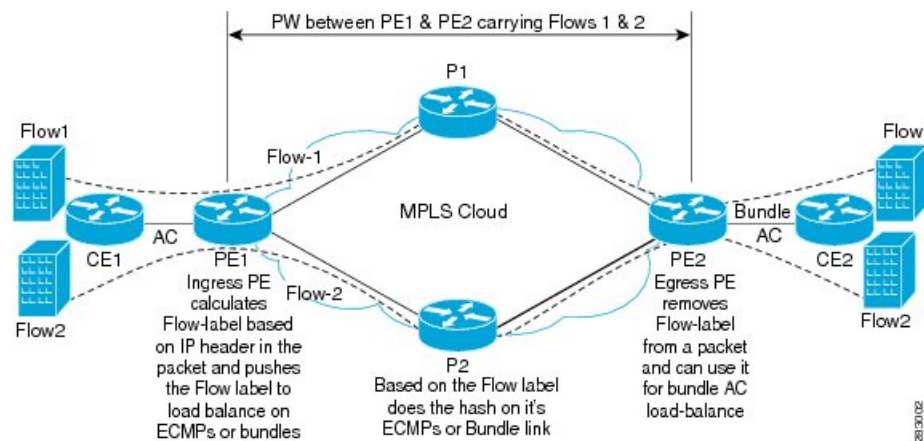 PW between PE1 & PE2 carrying Flows 1 & 2
P1
Flow1
Flow
Flow-1
MPLS Cloud
Bundle
AC
AC
CE1
PE1
PE2
CE2
Flow-2
Flow2
Flow2
Ingress PE
calculates
Flow-label based
on IP header in the
packet and pushes
the Flow label to
load balance on
ECMPs or bundles
P2
Based on the Flow label
does the hash on it's
ECMPs or Bundle link
Egress PE
removes
Flow-label
from a packet
and can use it
for bundle AC
load-balance